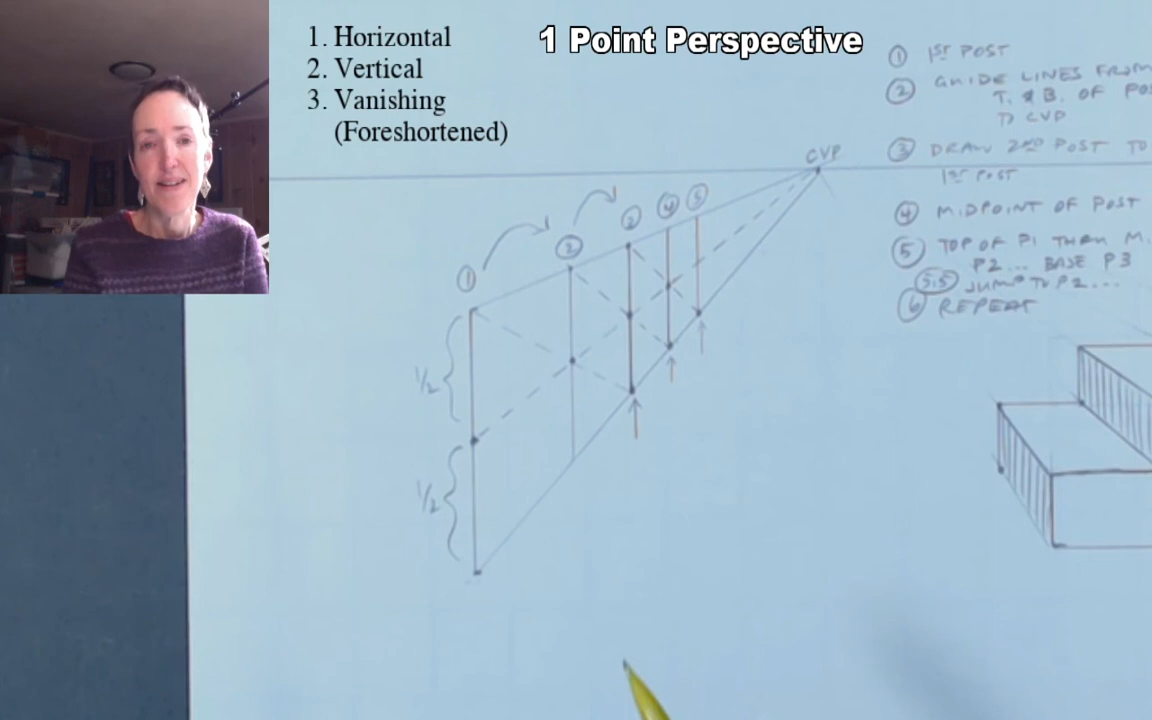 1. Horizontal
2. Vertical
3. Vanishing
(Foreshortened)
1 Point Perspective
① 1ST POST
② GUIDE LINES FROM
T. & B. OF POS
TO CVP
③ DRAW 2ND POST TO
1ST POST
④ MIDPOINT OF POST
⑤ TOP OF P1 THRU M.
P2... BASE P3
5.5 JUMP TO P2...
⑥ REPEAT
CVP
①
②
④
⑤
1/2
1/2